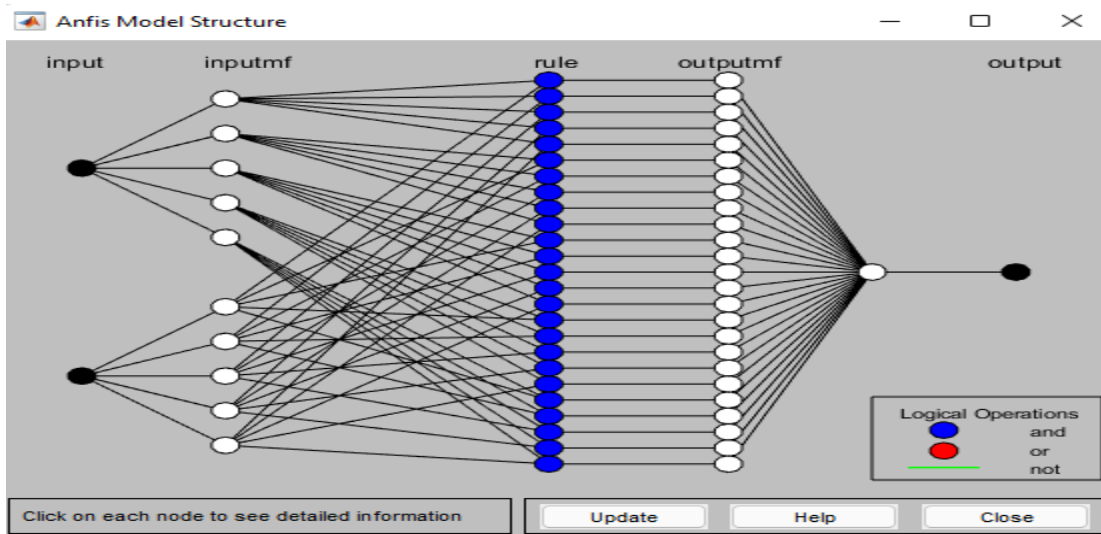 Anfis Model Structure
input inputmf rule outputmf output
Logical Operations
and
or
not
Click on each node to see detailed information
Update Help Close